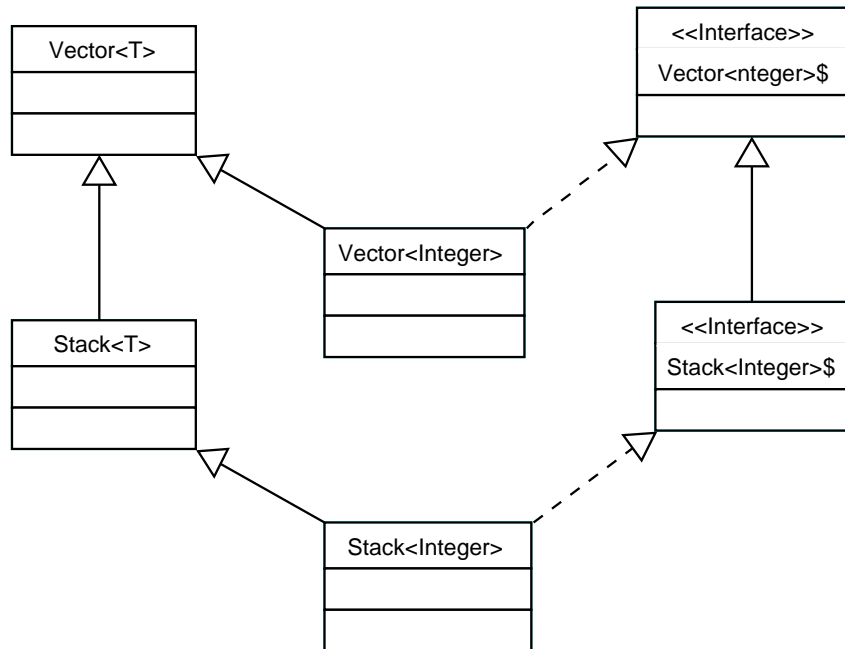 Vector<T>
<<Interface>>
Vector<nteger>$
Vector<Integer>
Stack<T>
<<Interface>>
Stack<Integer>$
Stack<Integer>